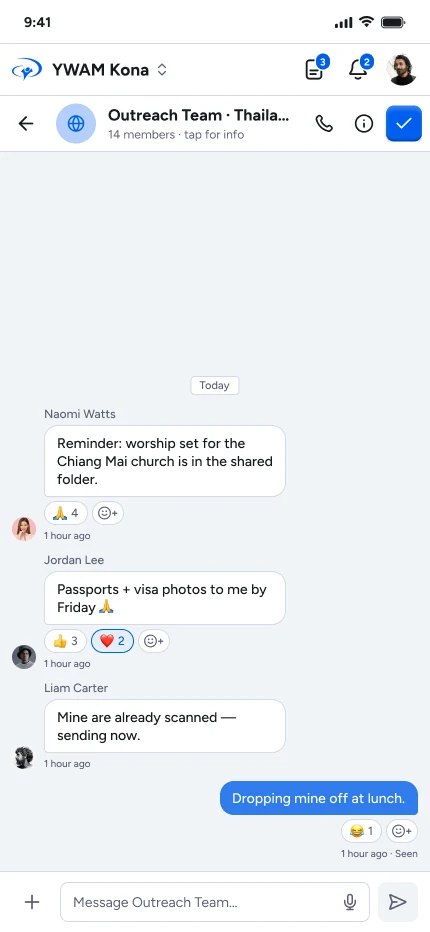 9:41
YWAM Kona
3
2
Outreach Team · Thaila...
14 members · tap for info
Today
Naomi Watts
Reminder: worship set for the
Chiang Mai church is in the shared
folder.
🙏 4
1 hour ago
Jordan Lee
Passports + visa photos to me by
Friday 🙏
👍 3
❤️ 2
1 hour ago
Liam Carter
Mine are already scanned —
sending now.
1 hour ago
Dropping mine off at lunch.
😂 1
1 hour ago · Seen
Message Outreach Team...